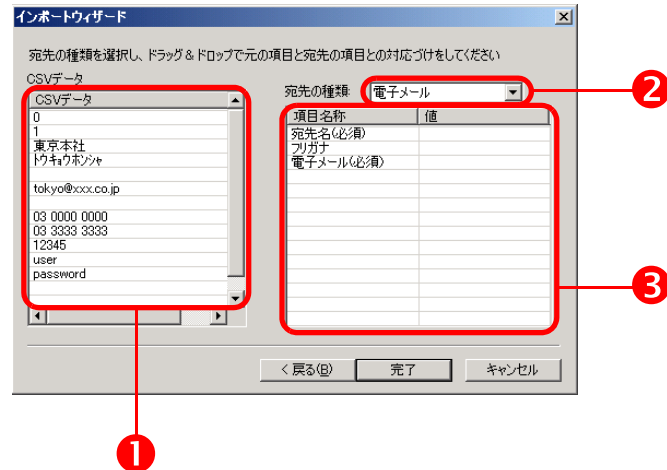 インポートウィザード
宛先の種類を選択し、ドラッグ&ドロップで元の項目と宛先の項目との対応づけをしてください
CSVデータ
宛先の種類: 電子メール
2
CSVデータ
0
1
東京本社
トウキョウホンシャ
tokyo@xxx.co.jp
03 0000 0000
03 3333 3333
12345
user
password
項目名称 値
宛先名(必須)
フリガナ
電子メール(必須)
3
< 戻る(B) 完了 キャンセル
1